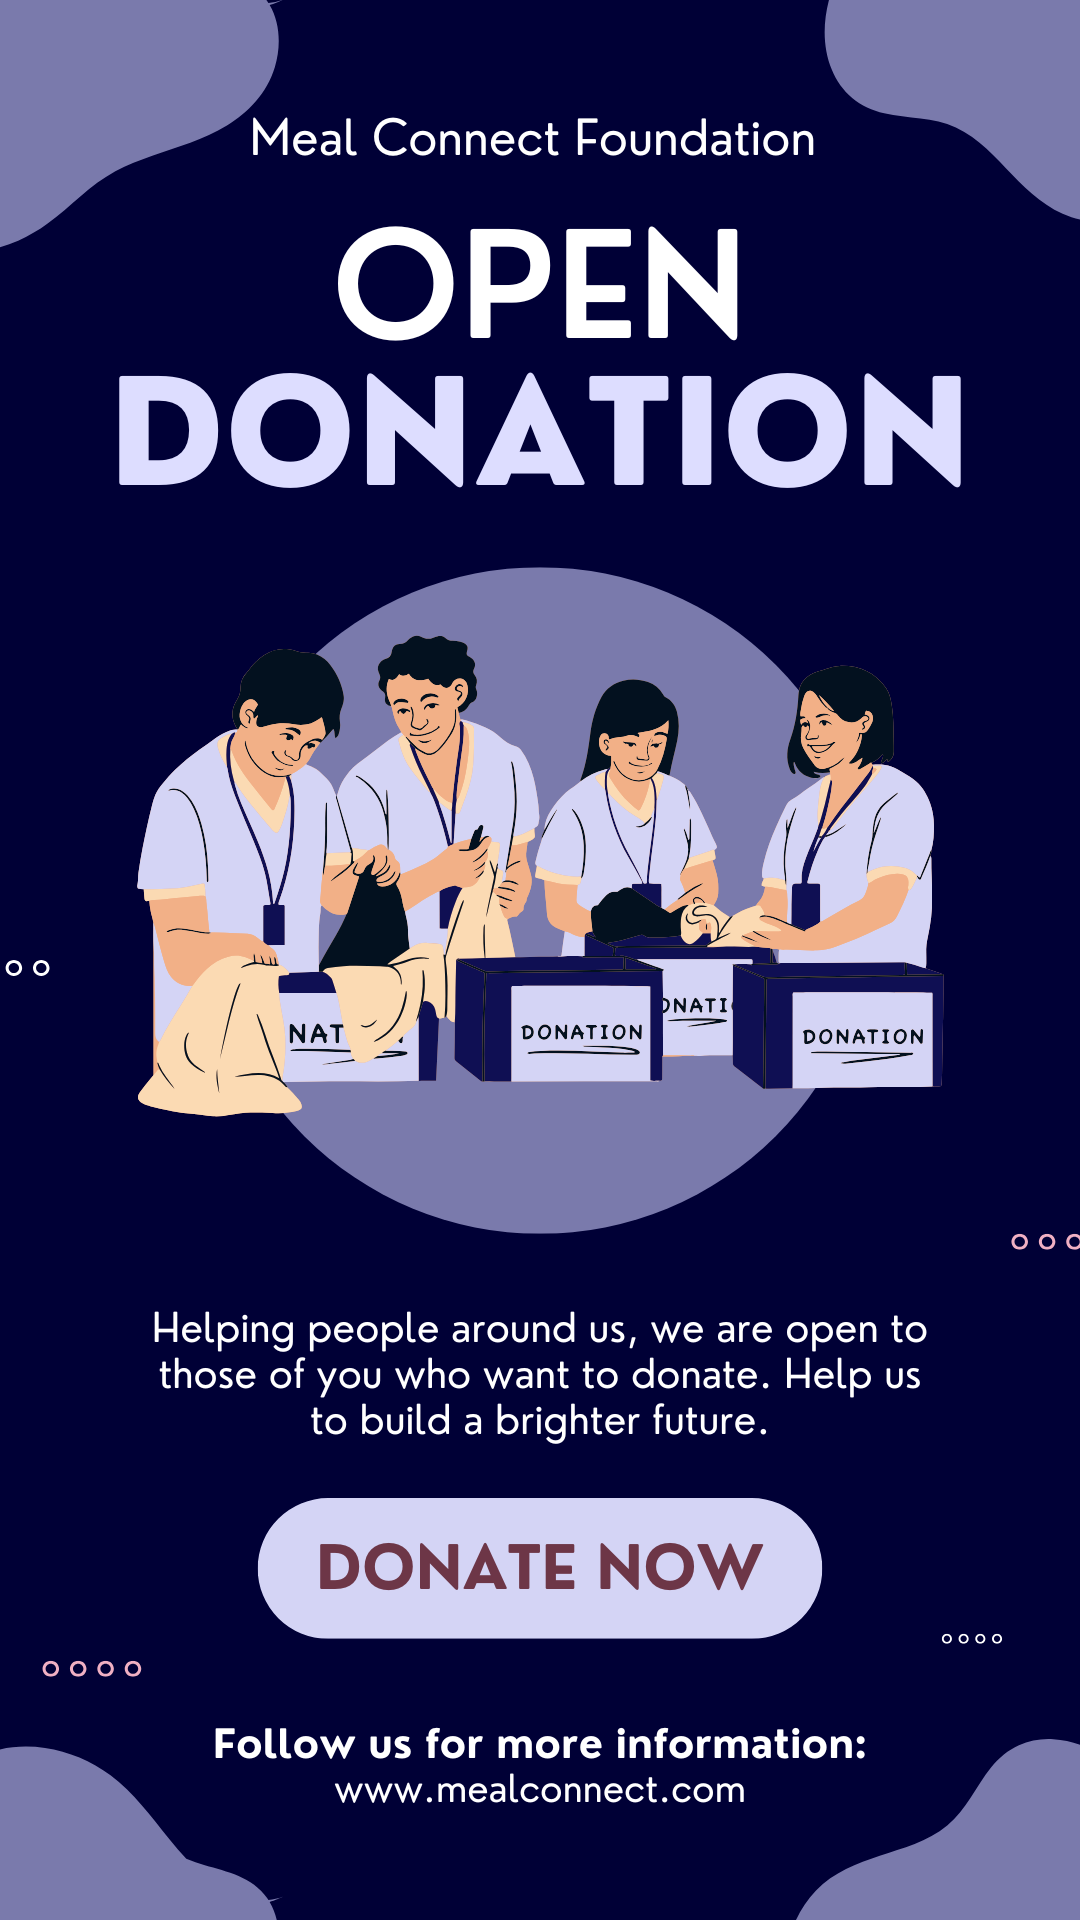 Meal Connect Foundation
OPEN
DONATION
DONATION
DONATION
Helping people around us, we are open to
those of you who want to donate. Help us
to build a brighter future.
DONATE NOW
Follow us for more information:
www.mealconnect.com